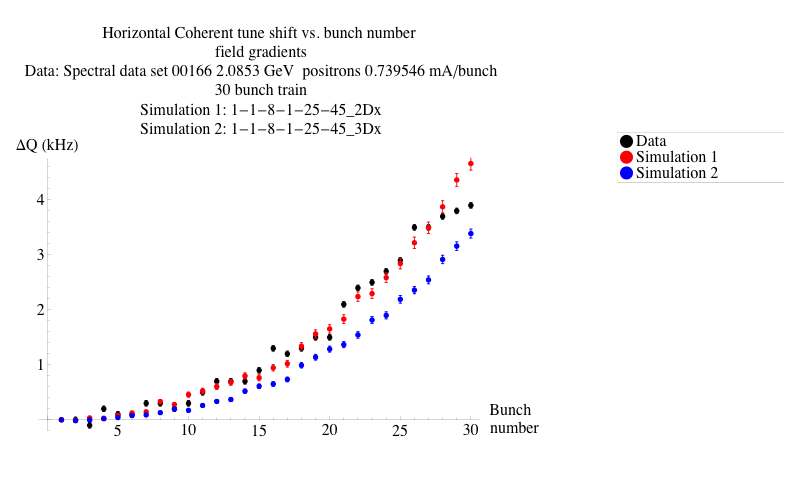 Horizontal Coherent tune shift vs. bunch number
field gradients
Data: Spectral data set 00166 2.0853 GeV  positrons 0.739546 mA/bunch
30 bunch train
Simulation 1: 1−1−8−1−25−45_2Dx
Simulation 2: 1−1−8−1−25−45_3Dx
ΔQ (kHz)
Data
Simulation 1
Simulation 2
4
3
2
1
5 10 15 20 25 30
Bunch
number